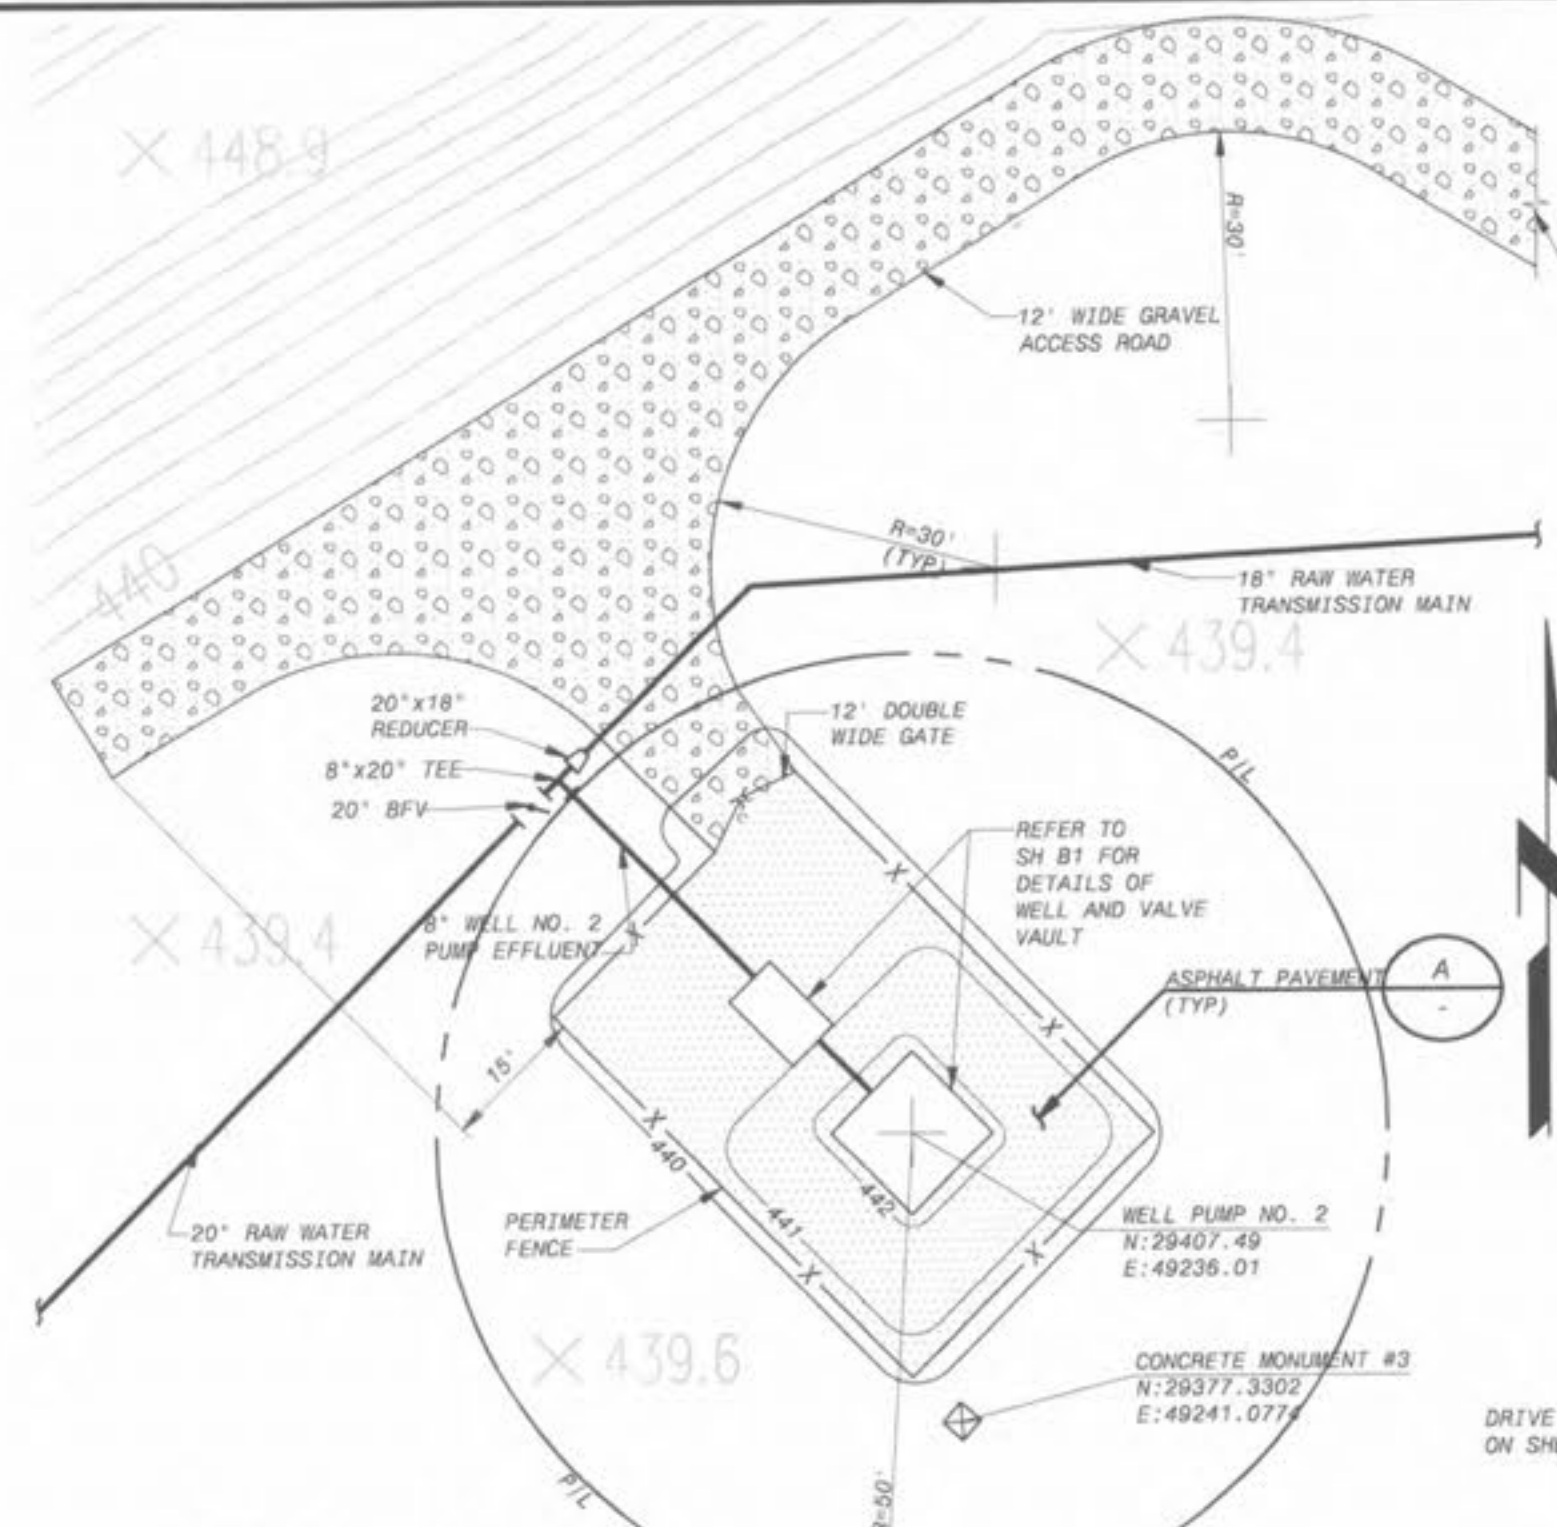 × 448.9
R=30'
12' WIDE GRAVEL
ACCESS ROAD
R=30'
(TYP)
440
18" RAW WATER
TRANSMISSION MAIN
× 439.4
20"x18"
REDUCER
8"x20" TEE
20" BFV
12' DOUBLE
WIDE GATE
P/L
REFER TO
SH B1 FOR
DETAILS OF
WELL AND VALVE
VAULT
× 439.4
8" WELL NO. 2
PUMP EFFLUENT
ASPHALT PAVEMENT
(TYP)
A
-
15'
X
X
X
X
X
X
440
441
442
20" RAW WATER
TRANSMISSION MAIN
PERIMETER
FENCE
WELL PUMP NO. 2
N:29407.49
E:49236.01
× 439.6
CONCRETE MONUMENT #3
N:29377.3302
E:49241.0774
DRIVE
ON
P/L
R=50'